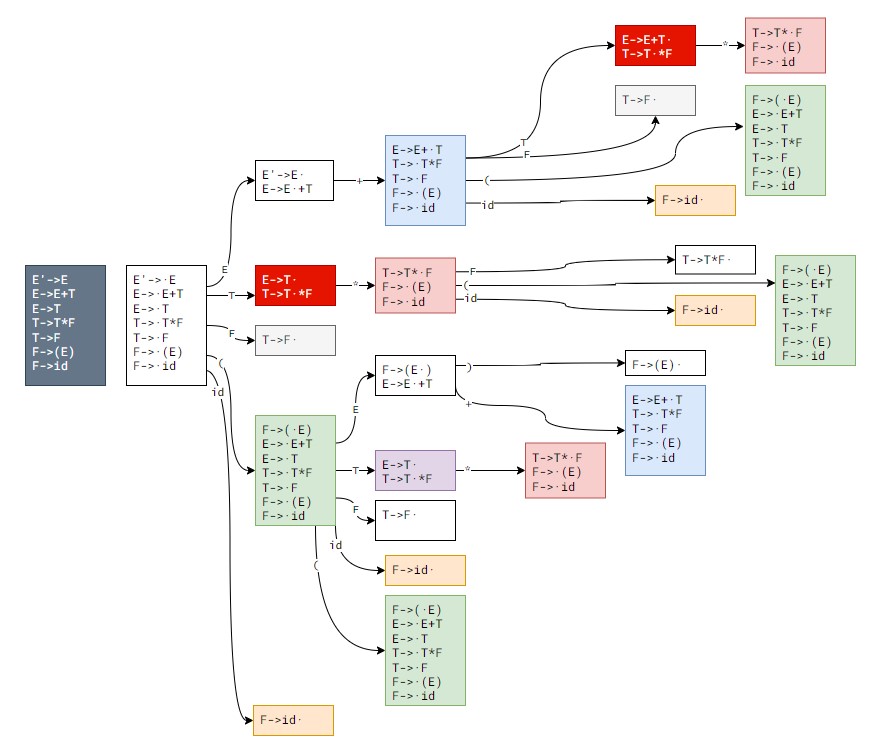 E'->E
E->E+T
E->T
T->T*F
T->F
F->(E)
F->id
E'->·E
E->·E+T
E->·T
T->·T*F
T->·F
F->·(E)
F->·id
E
T
F
(
id
E'->E·
E->E·+T
+
E->E+·T
T->·T*F
T->·F
F->·(E)
F->·id
T
F
(
id
E->E+T·
T->T·*F
*
T->T*·F
F->·(E)
F->·id
T->F·
F->(·E)
E->·E+T
E->·T
T->·T*F
T->·F
F->·(E)
F->·id
F->id·
E->T·
T->T·*F
*
T->T*·F
F->·(E)
F->·id
F
(
id
T->T*F·
F->(·E)
E->·E+T
E->·T
T->·T*F
T->·F
F->·(E)
F->·id
F->id·
T->F·
F->(·E)
E->·E+T
E->·T
T->·T*F
T->·F
F->·(E)
F->·id
E
T
F
id
(
F->(E·)
E->E·+T
)
+
F->(E)·
E->E+·T
T->·T*F
T->·F
F->·(E)
F->·id
E->T·
T->T·*F
*
T->T*·F
F->·(E)
F->·id
T->F·
F->id·
F->(·E)
E->·E+T
E->·T
T->·T*F
T->·F
F->·(E)
F->·id
F->id·